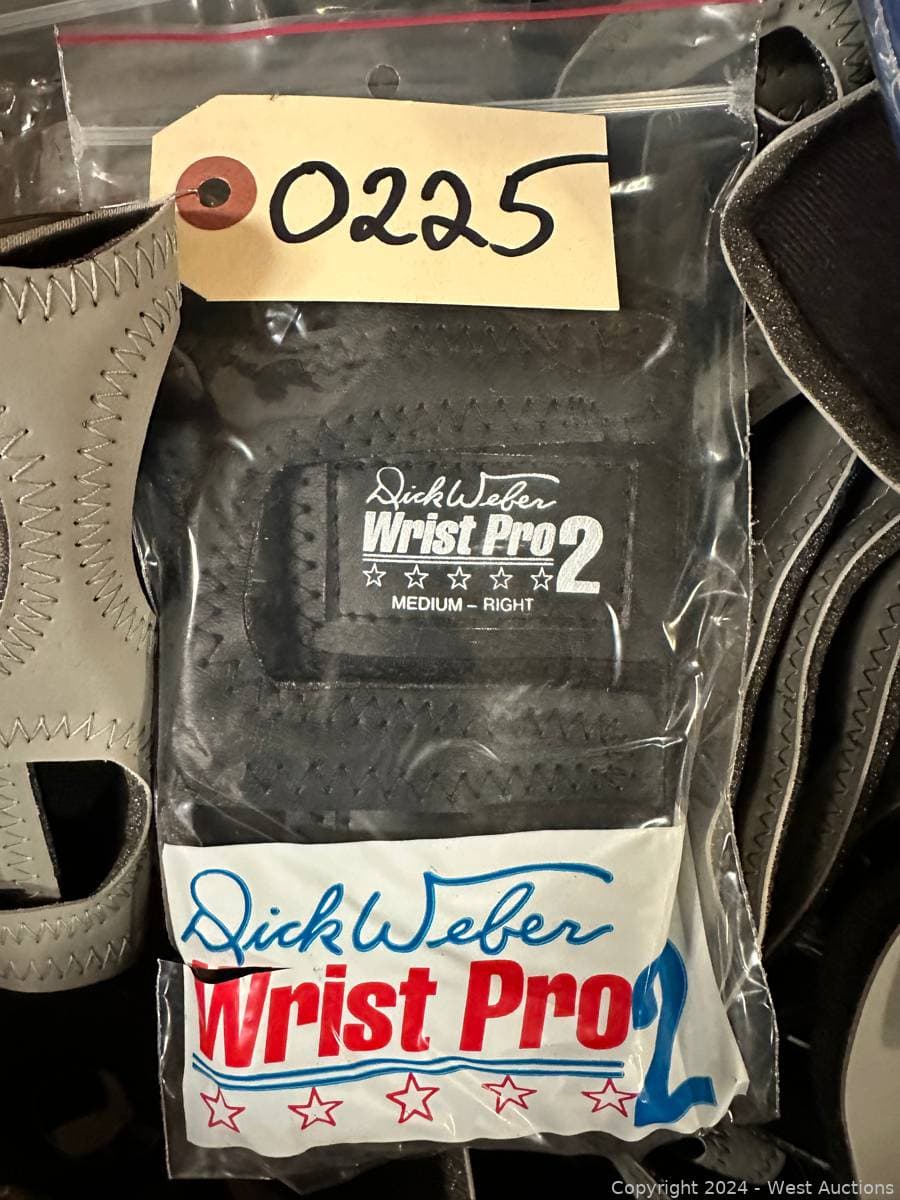 0225
Dick Weber
Wrist Pro 2
MEDIUM – RIGHT
Dick Weber
Wrist Pro 2
Copyright 2024 - West Auctions